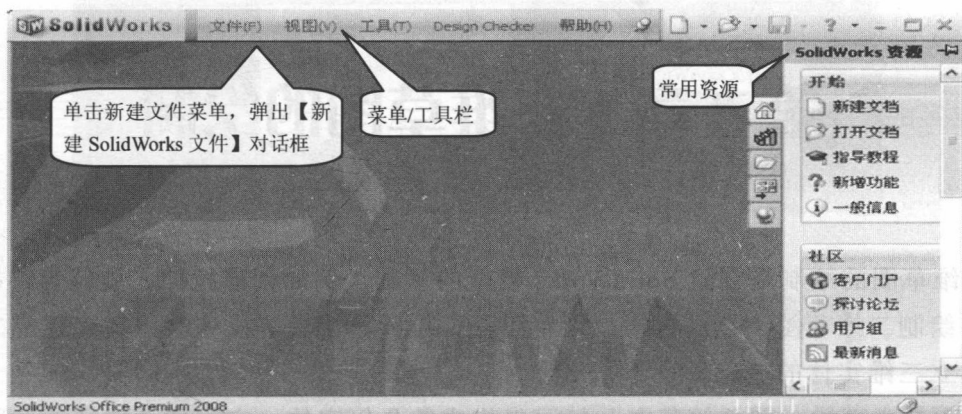 SolidWorks 文件(F) 视图(V) 工具(T) Design Checker 帮助(H)
SolidWorks 资源
单击新建文件菜单，弹出【新
建 SolidWorks 文件】对话框
菜单/工具栏
常用资源
开始
新建文档
打开文档
指导教程
新增功能
一般信息
社区
客户门户
探讨论坛
用户组
最新消息
SolidWorks Office Premium 2008